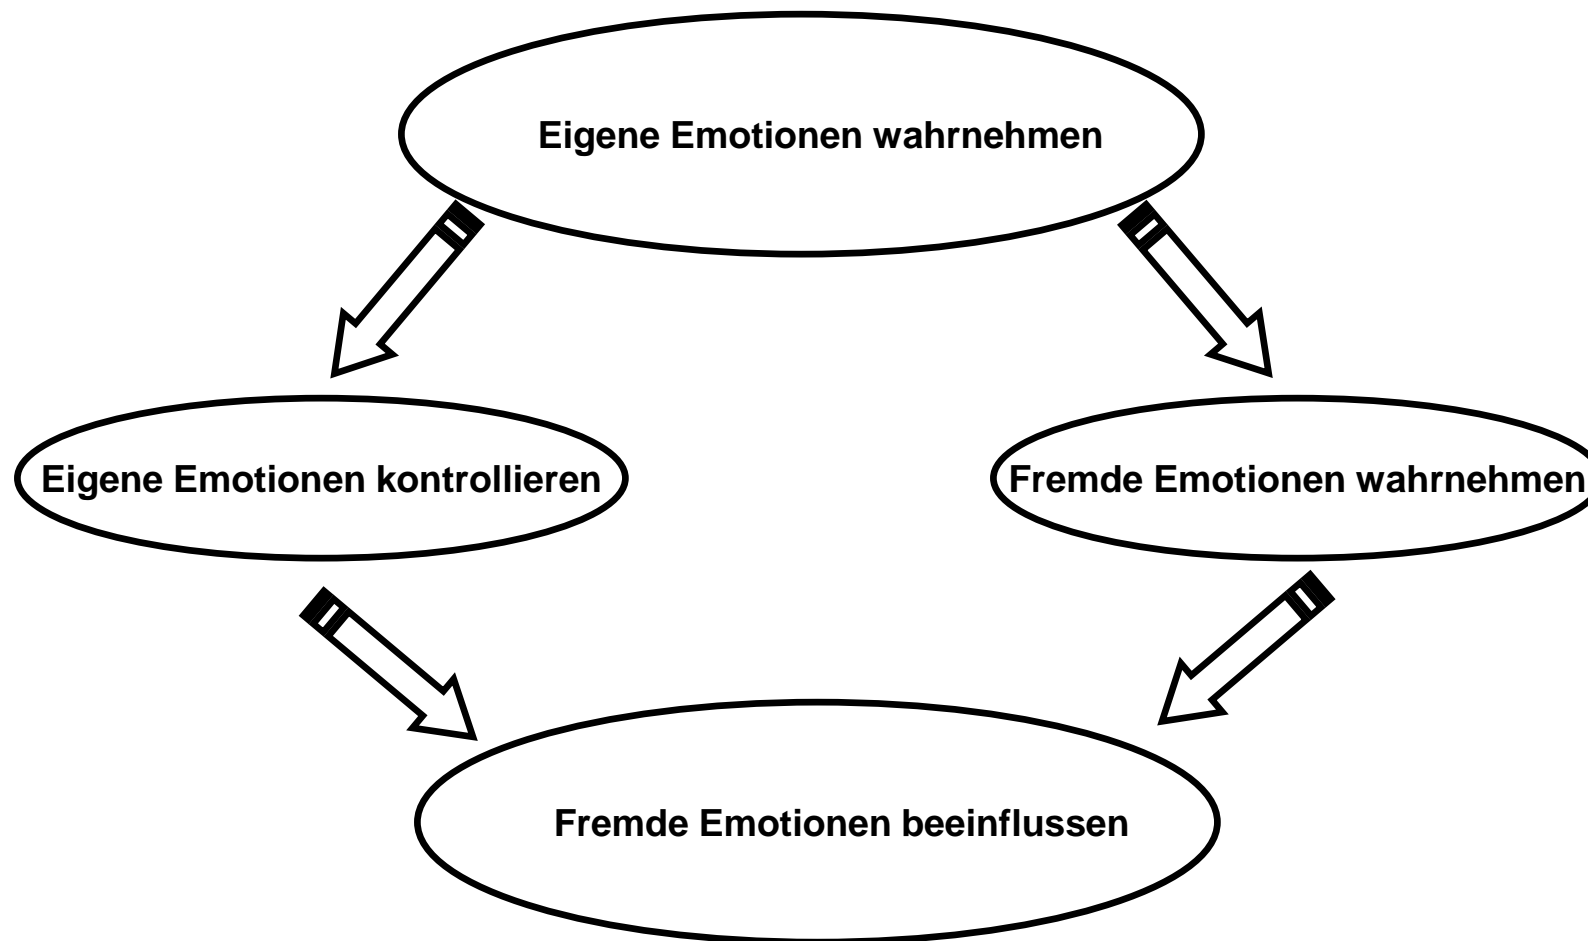 Eigene Emotionen wahrnehmen
Eigene Emotionen kontrollieren
Fremde Emotionen wahrnehmen
Fremde Emotionen beeinflussen